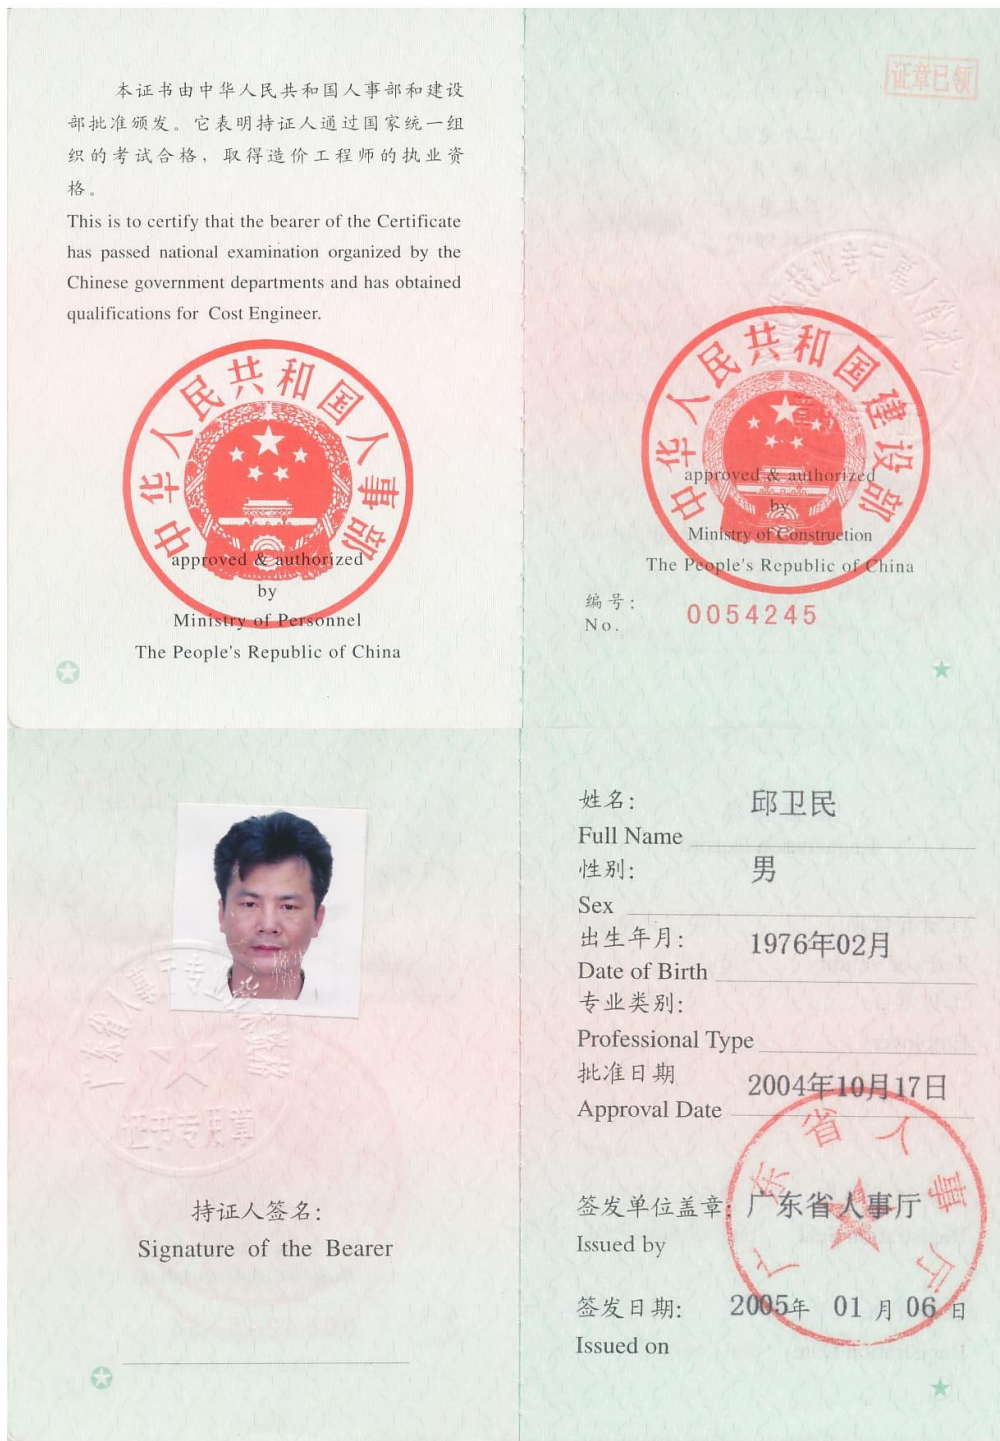 本证书由中华人民共和国人事部和建设
部批准颁发。它表明持证人通过国家统一组
织的考试合格，取得造价工程师的执业资
格。
This is to certify that the bearer of the Certificate
has passed national examination organized by the
Chinese government departments and has obtained
qualifications for Cost Engineer.
中华人民共和国人事部
approved & authorized
by
Ministry of Personnel
The People's Republic of China
证章已领
中华人民共和国建设部
approved & authorized
by
Ministry of Construction
The People's Republic of China
编号：
No.
0054245
证书专用章
持证人签名：
Signature of the Bearer
姓名： 邱卫民
Full Name
性别： 男
Sex
出生年月： 1976年02月
Date of Birth
专业类别：
Professional Type
批准日期 2004年10月17日
Approval Date
广东省人事厅
签发单位盖章：广东省人事厅
Issued by
签发日期： 2005年 01月 06日
Issued on